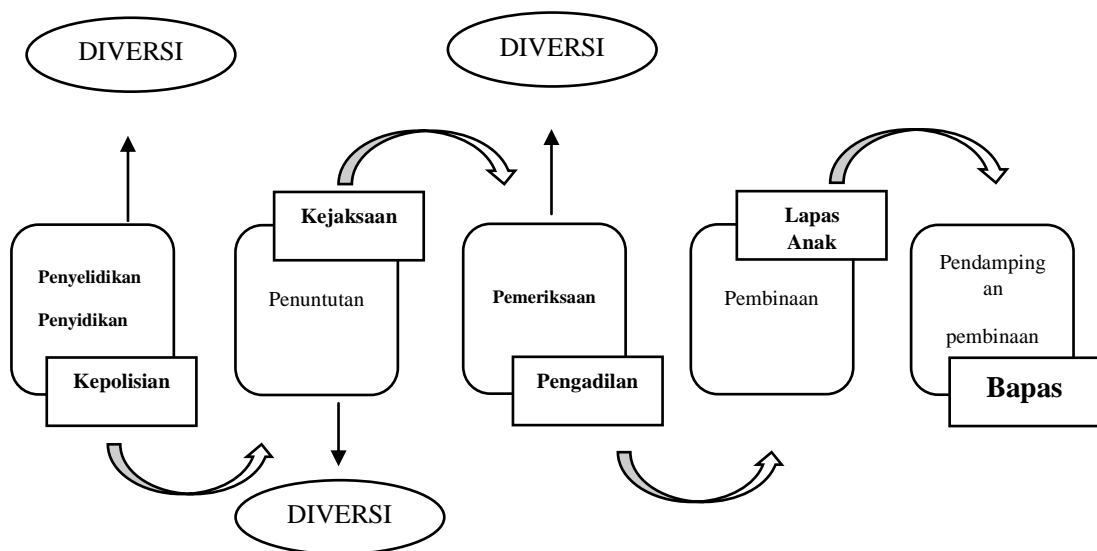 DIVERSI
DIVERSI
Penyelidikan
Penyidikan
Kepolisian
Kejaksaan
Penuntutan
DIVERSI
Pemeriksaan
Pengadilan
Lapas
Anak
Pembinaan
Pendamping
an
pembinaan
Bapas